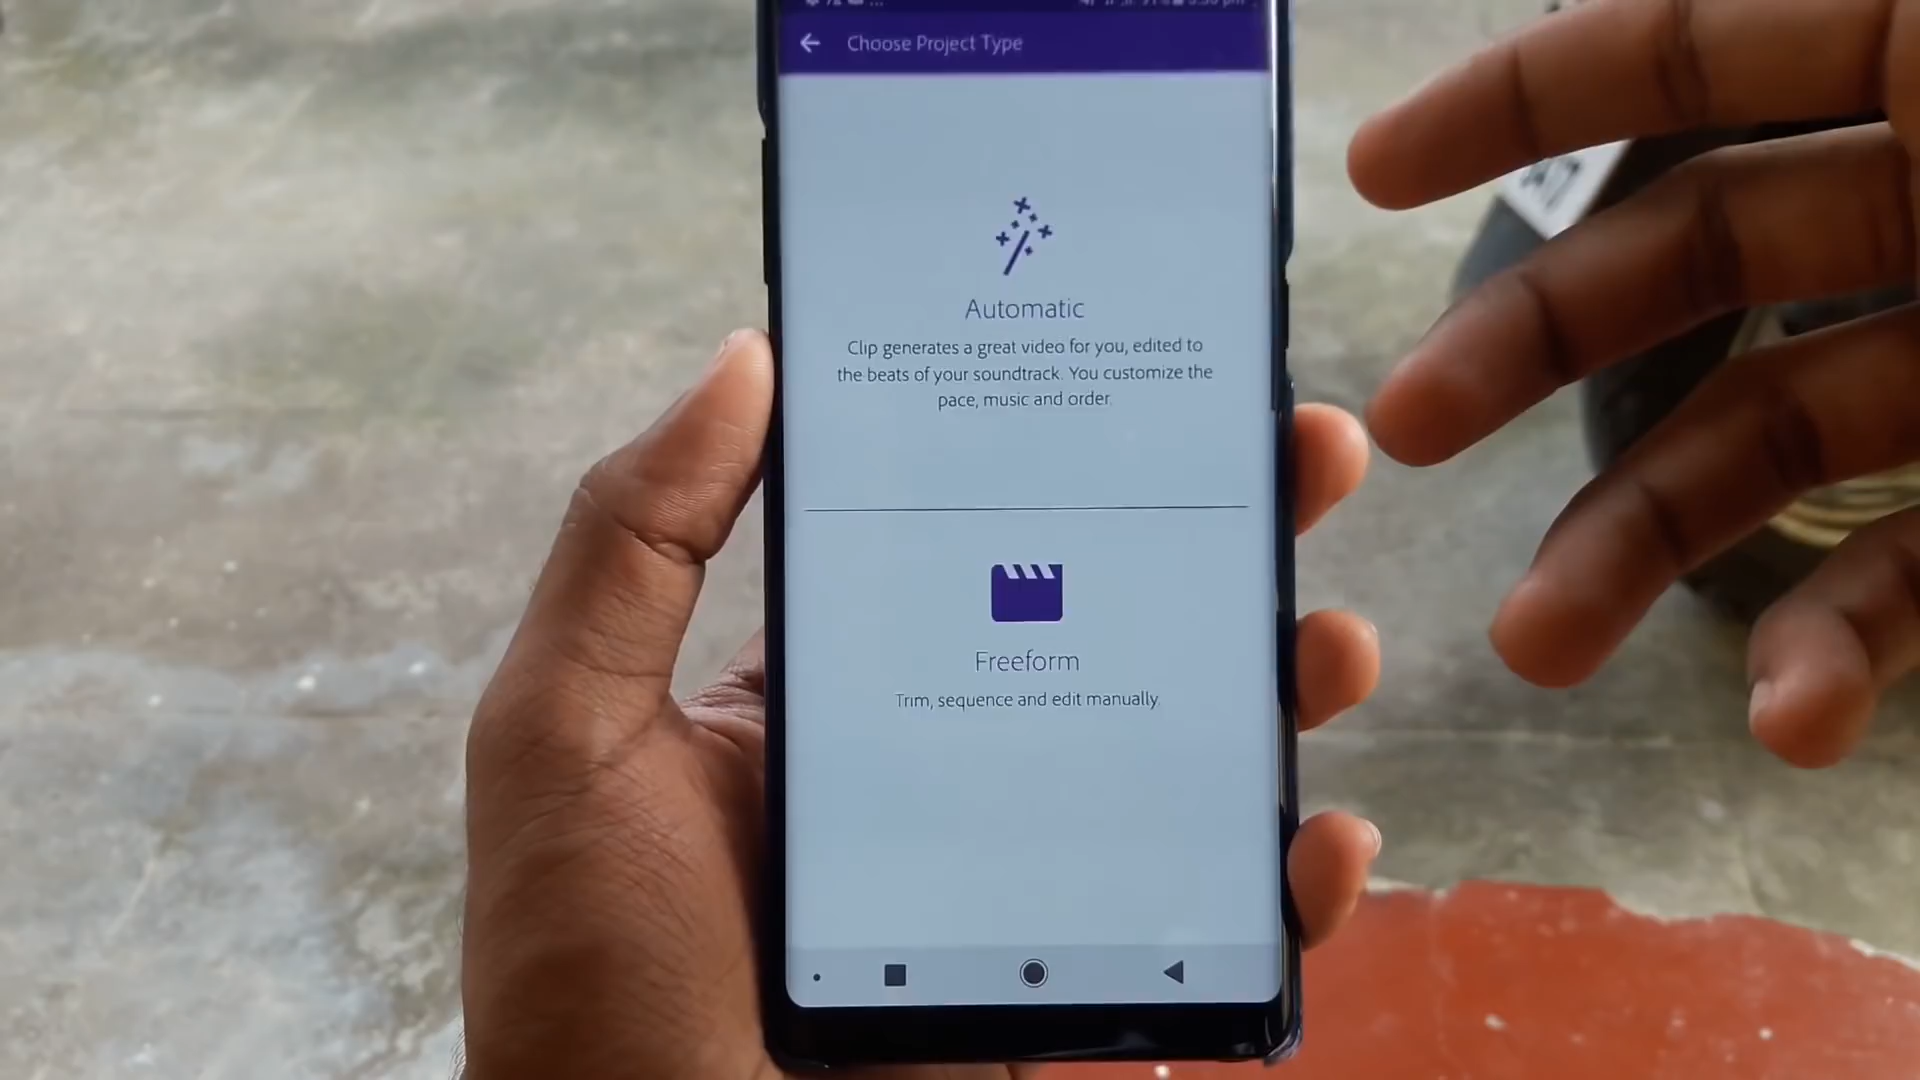 Choose Project Type
Automatic
Clip generates a great video for you, edited to
the beats of your soundtrack. You customize the
pace, music and order.
Freeform
Trim, sequence and edit manually.